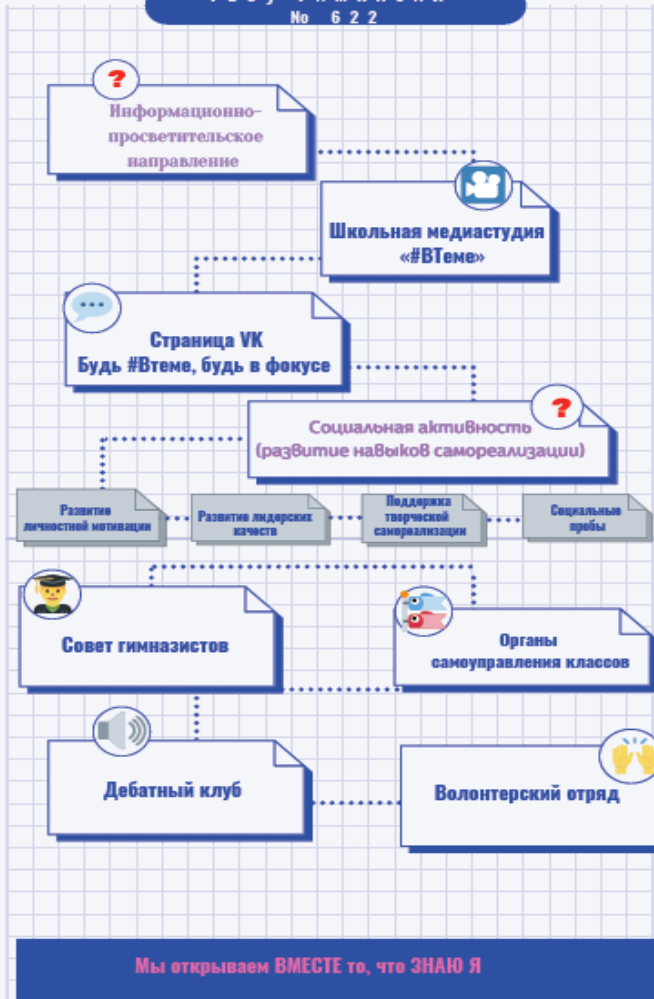 № 622
?
Информационно-
просветительское
направление
Школьная медиастудия
«#ВТеме»
Страница VK
Будь #Втеме, будь в фокусе
?
Социальная активность
(развитие навыков самореализации)
Развитие
личностной мотивации
Развитие лидерских
качеств
Поддержка
творческой
самореализации
Социальные
пробы
Совет гимназистов
Органы
самоуправления классов
Дебатный клуб
Волонтерский отряд
Мы открываем ВМЕСТЕ то, что ЗНАЮ Я